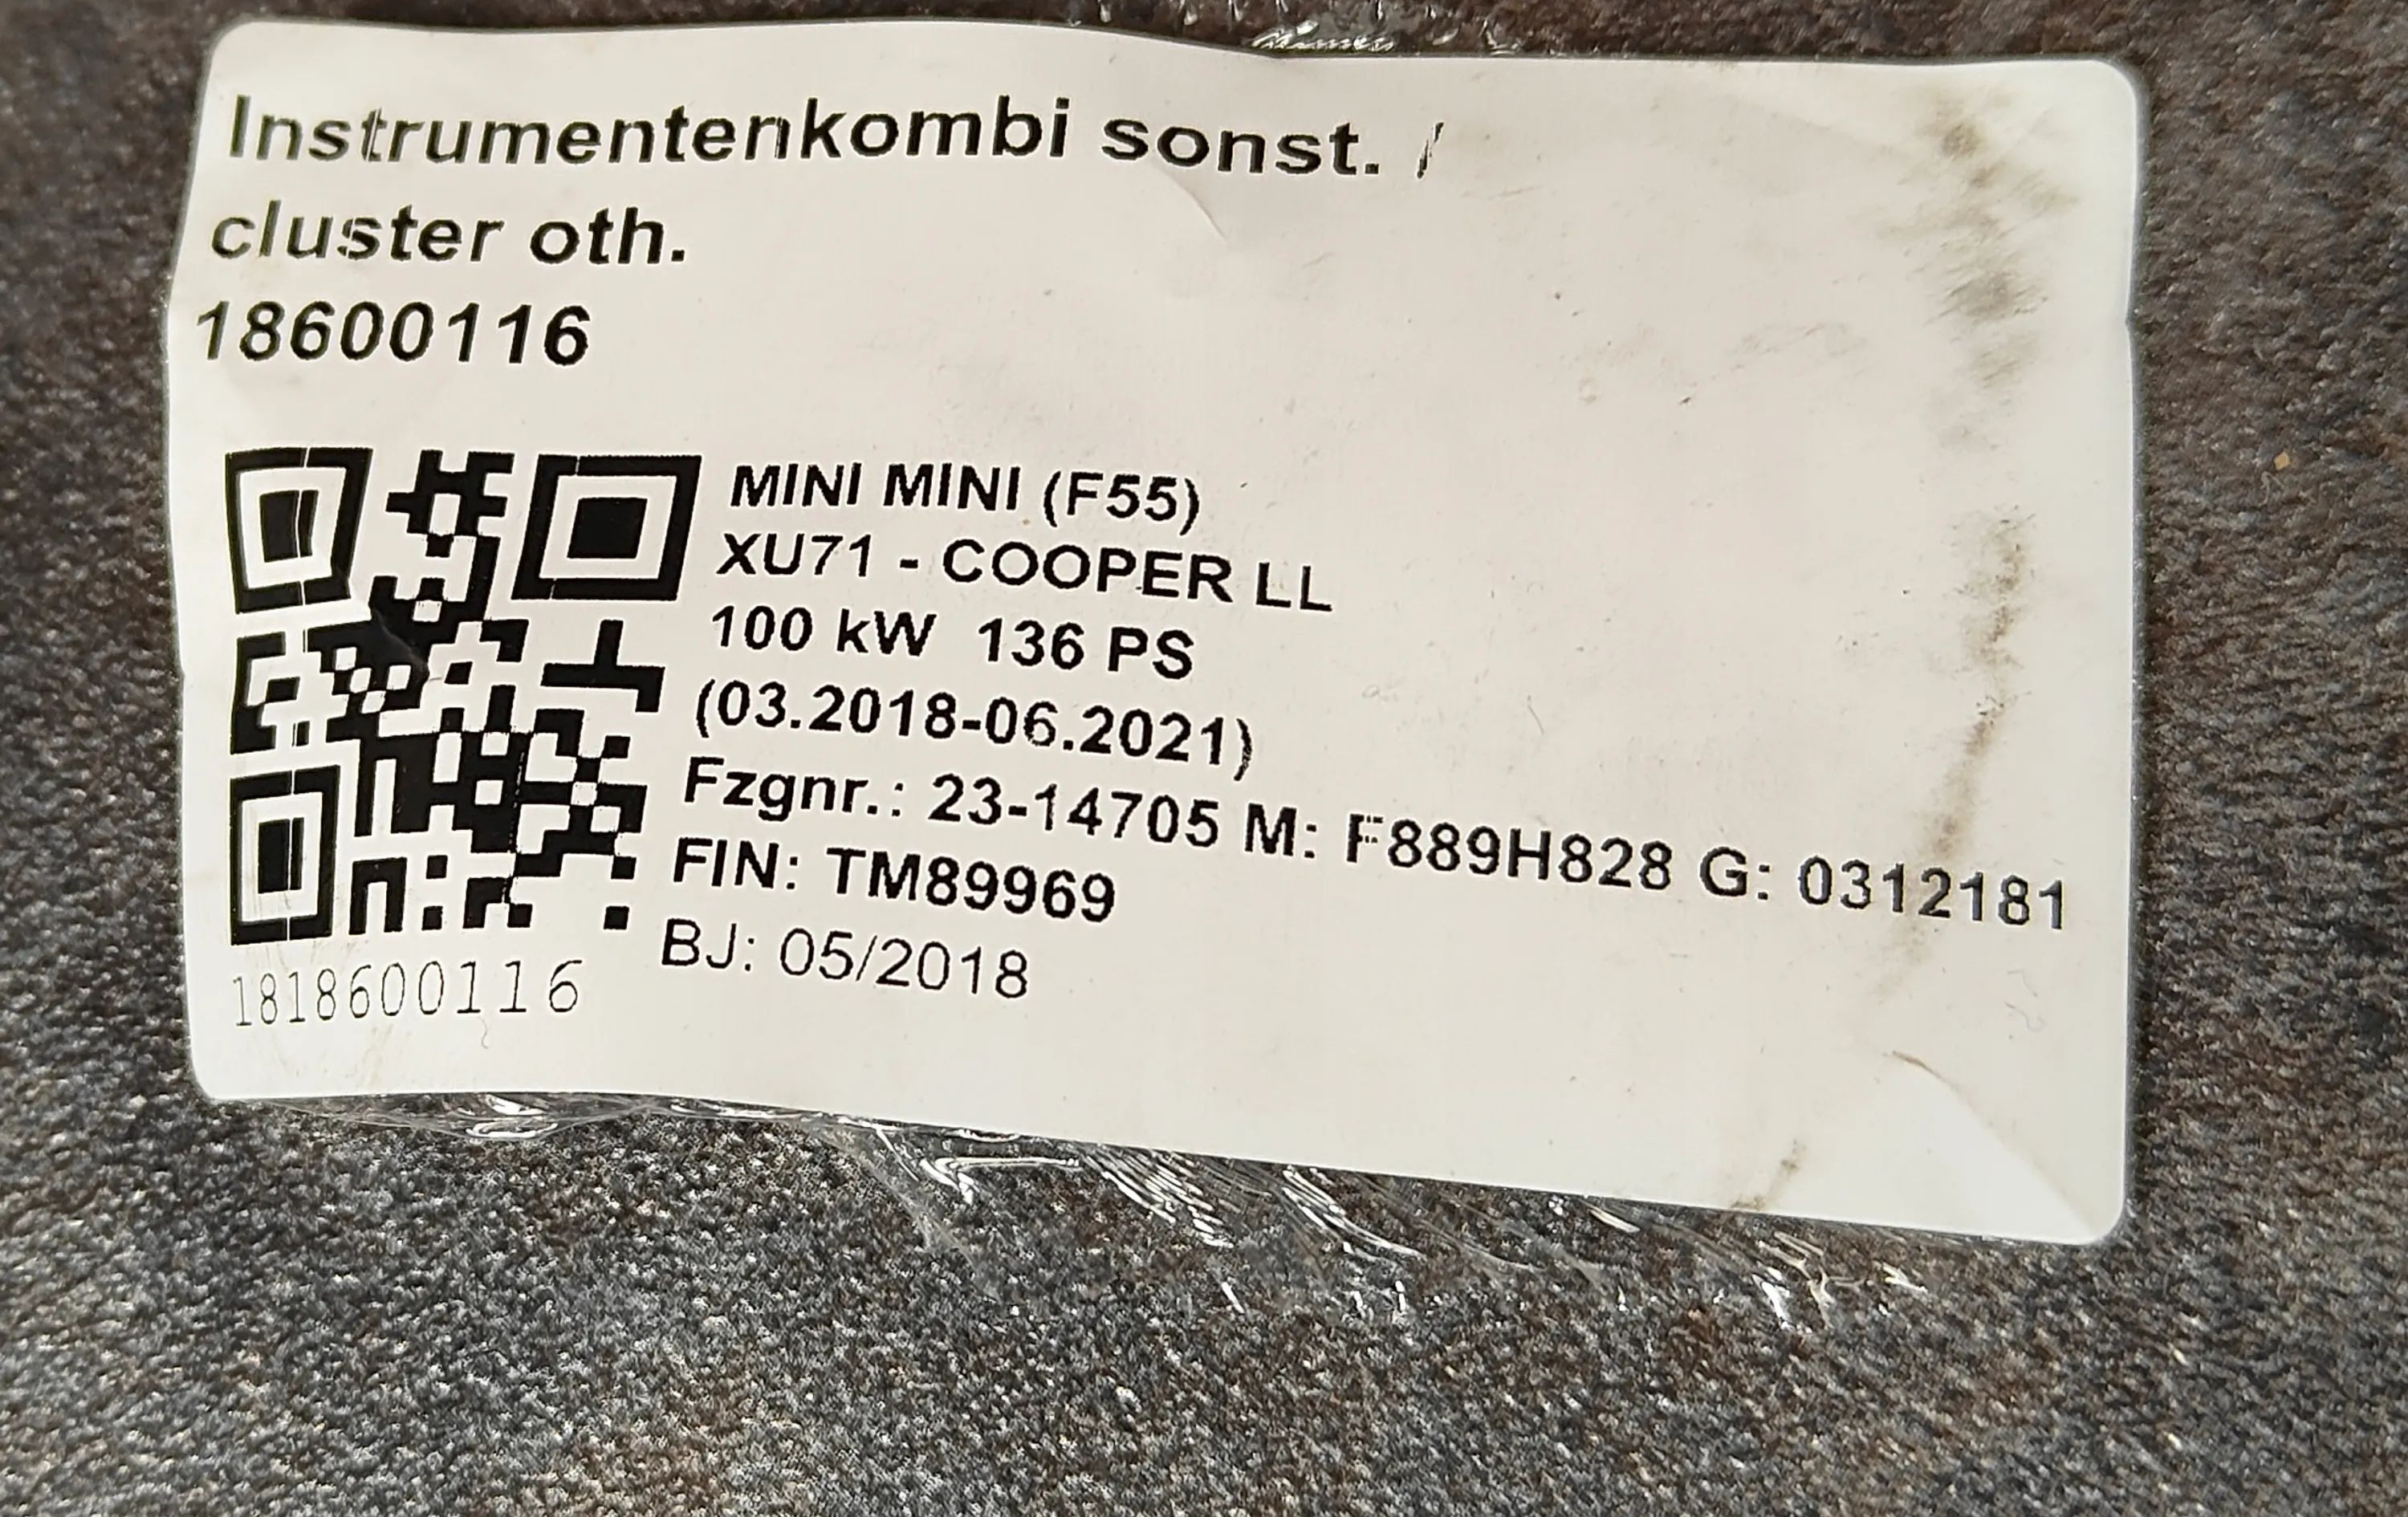 Instrumentenkombi sonst. /
cluster oth.
18600116
MINI MINI (F55)
XU71 - COOPER LL
100 kW 136 PS
(03.2018-06.2021)
Fzgnr.: 23-14705 M: F889H828 G: 0312181
FIN: TM89969
BJ: 05/2018
1818600116